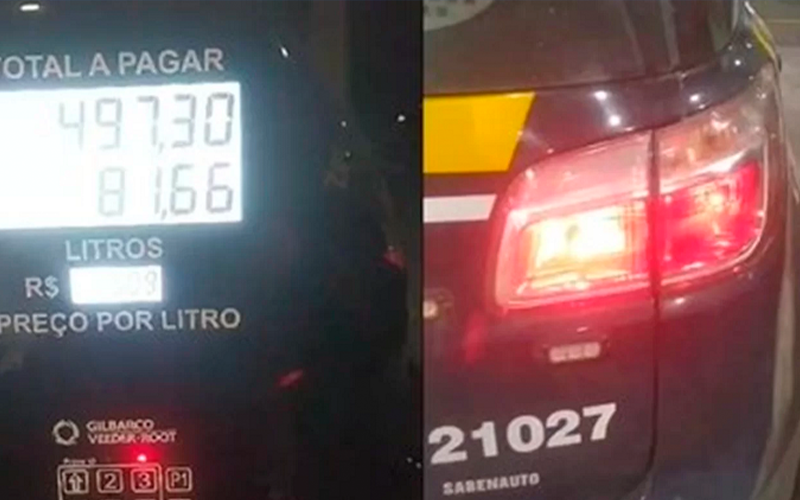 TOTAL A PAGAR
497,30
81,66
LITROS
R$
PREÇO POR LITRO
GILBARCO
VEEDER-ROOT
2 3 P1
21027
SABENAUTO